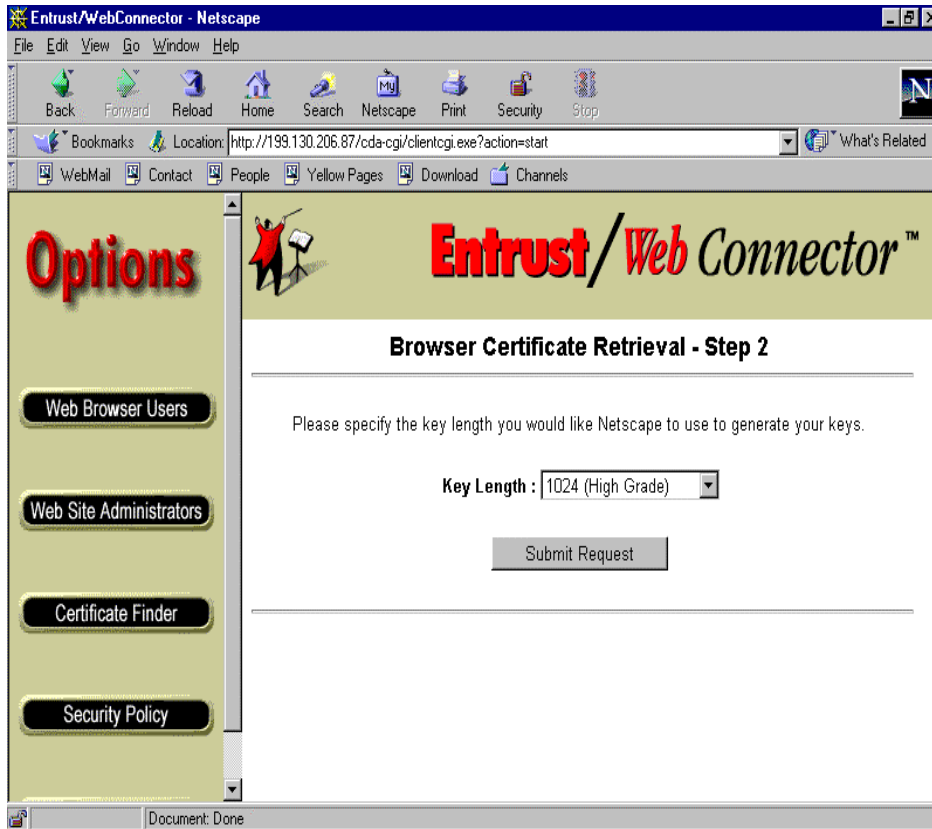 Entrust/WebConnector - Netscape
File Edit View Go Window Help
My
N
Back Forward Reload Home Search Netscape Print Security Stop
Bookmarks Location: http://199.130.206.87/cda-cgi/clientcgi.exe?action=start What's Related
WebMail Contact People Yellow Pages Download Channels
Options
Web Browser Users
Web Site Administrators
Certificate Finder
Security Policy
Entrust/Web Connector™
Browser Certificate Retrieval - Step 2
Please specify the key length you would like Netscape to use to generate your keys.
Key Length : 1024 (High Grade)
Submit Request
Document: Done